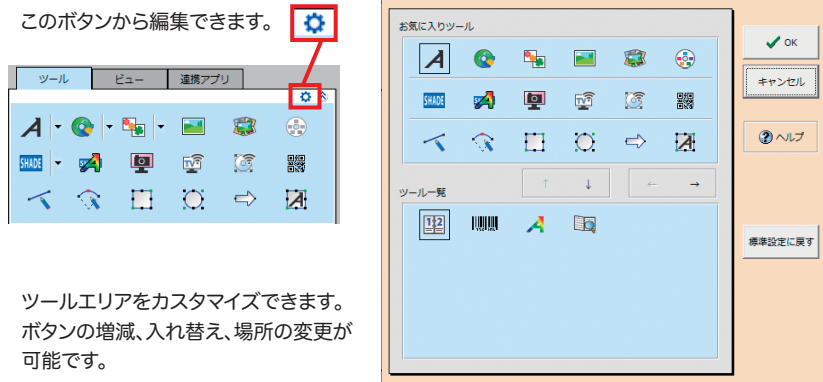 このボタンから編集できます。
ツール
ビュー
連携アプリ
A
SHADE
TV
A
ツールエリアをカスタマイズできます。
ボタンの増減、入れ替え、場所の変更が
可能です。
お気に入りツール
A
SHADE
TV
A
↑ ↓ ← →
ツール一覧
12
A
OK
キャンセル
ヘルプ
標準設定に戻す